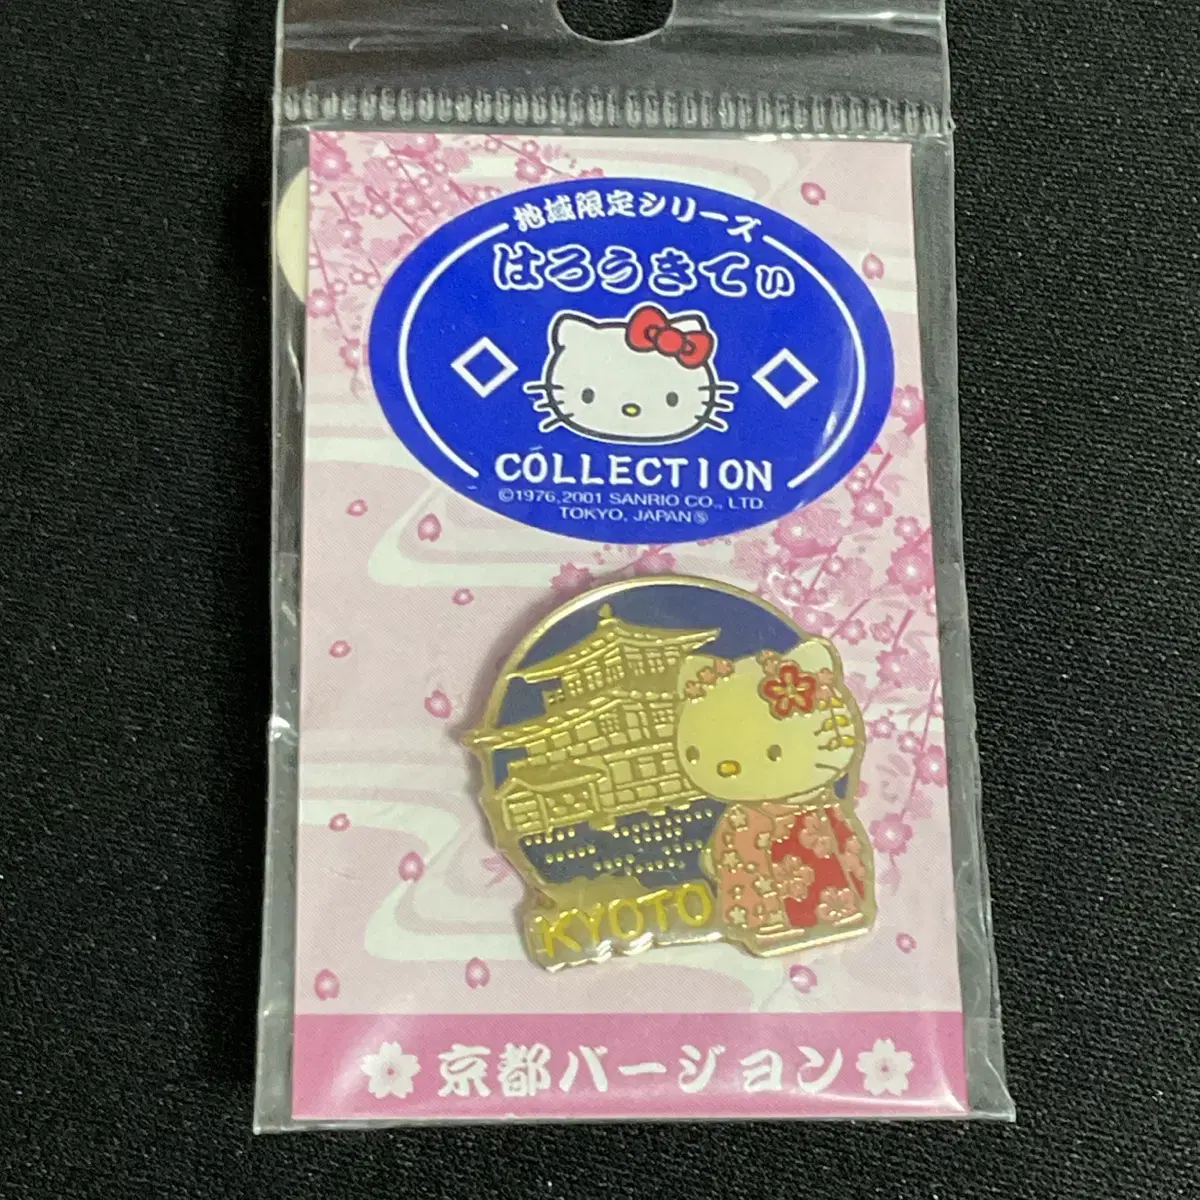 地域限定シリーズ
はろうきてぃ
COLLECTION
©1976,2001 SANRIO CO., LTD.
TOKYO, JAPAN Ⓢ
KYOTO
京都バージョン